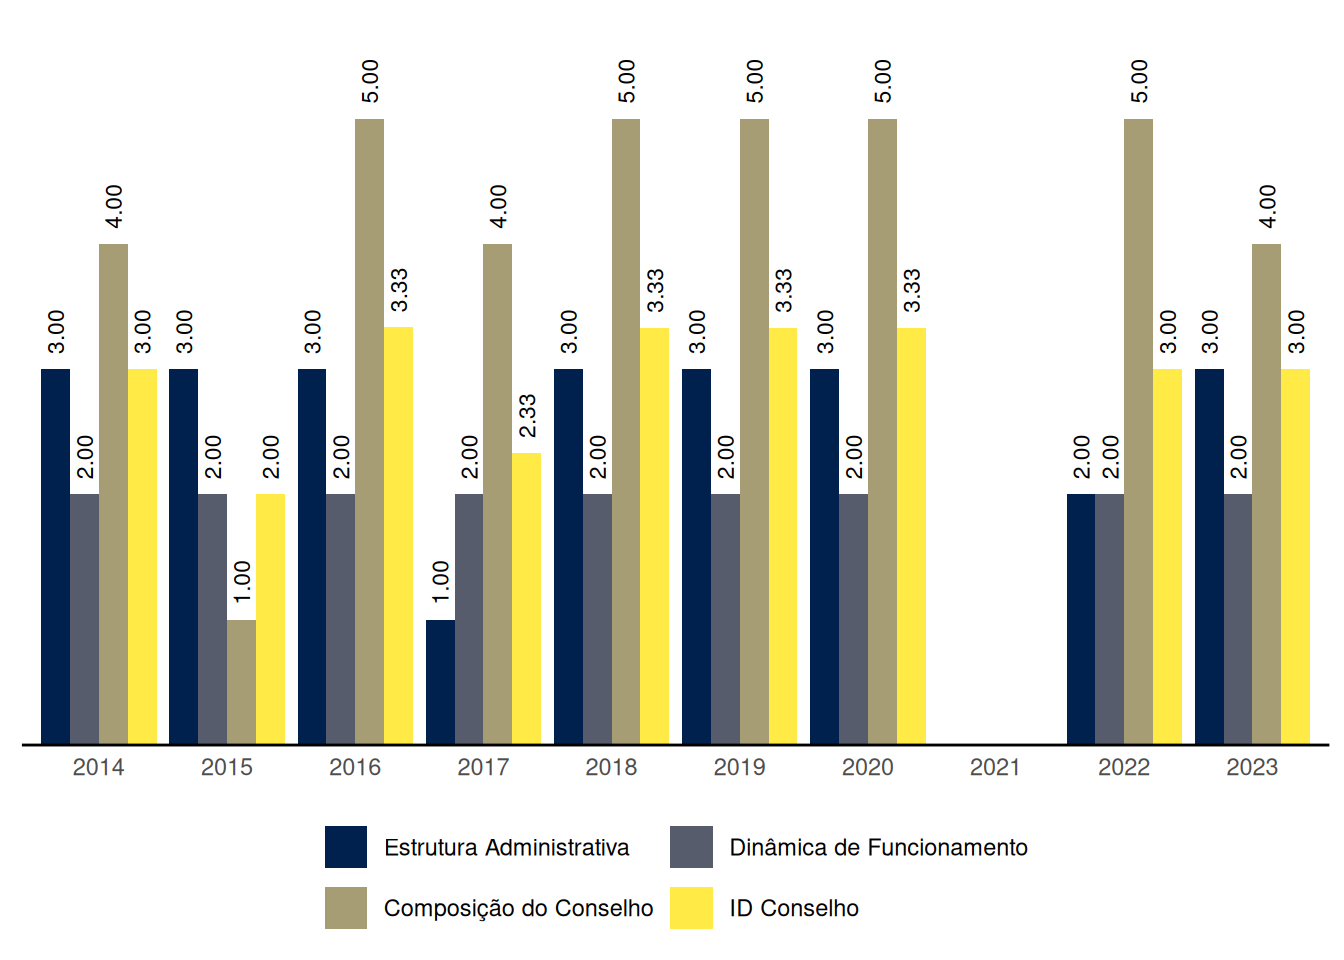 3.00 2.00 4.00 3.00
3.00 2.00 1.00 2.00
3.00 2.00 5.00 3.33
1.00 2.00 4.00 2.33
3.00 2.00 5.00 3.33
3.00 2.00 5.00 3.33
3.00 2.00 5.00 3.33
2.00 2.00 5.00 3.00
3.00 2.00 4.00 3.00
2014 2015 2016 2017 2018 2019 2020 2021 2022 2023
Estrutura Administrativa Dinâmica de Funcionamento
Composição do Conselho ID Conselho